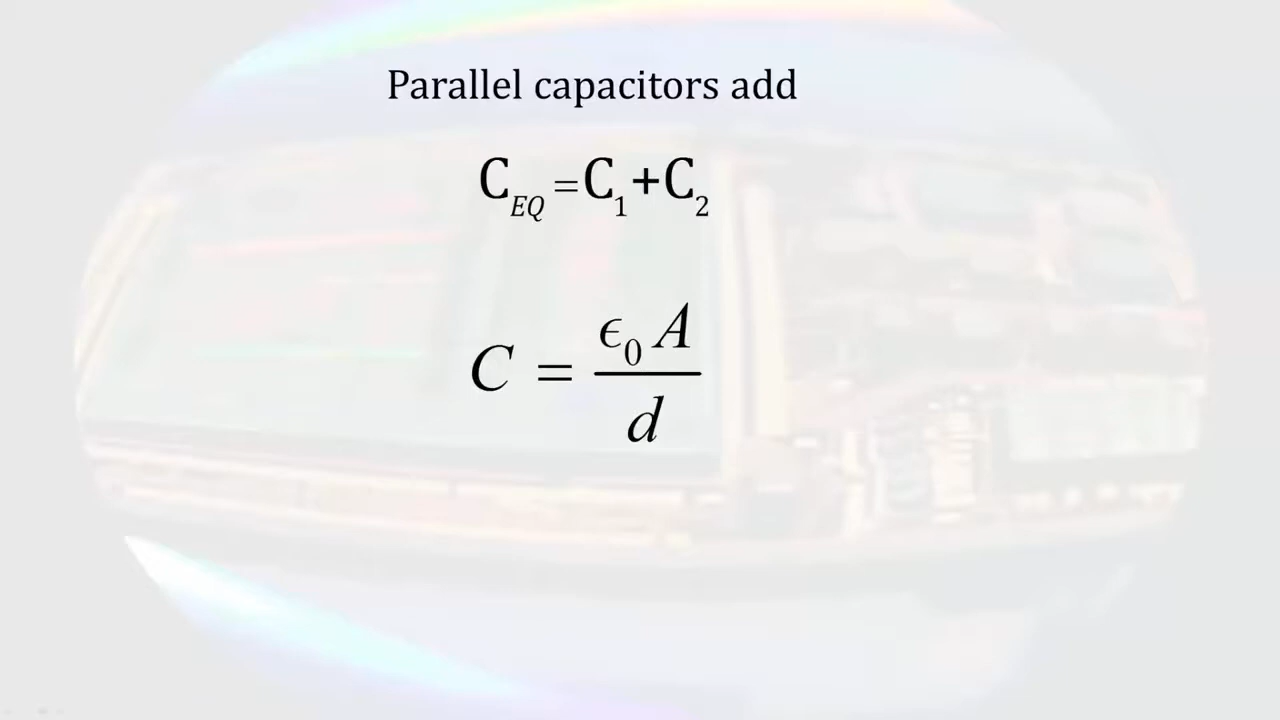 Parallel capacitors add
C_EQ = C_1 + C_2
C = ϵ_0 A / d